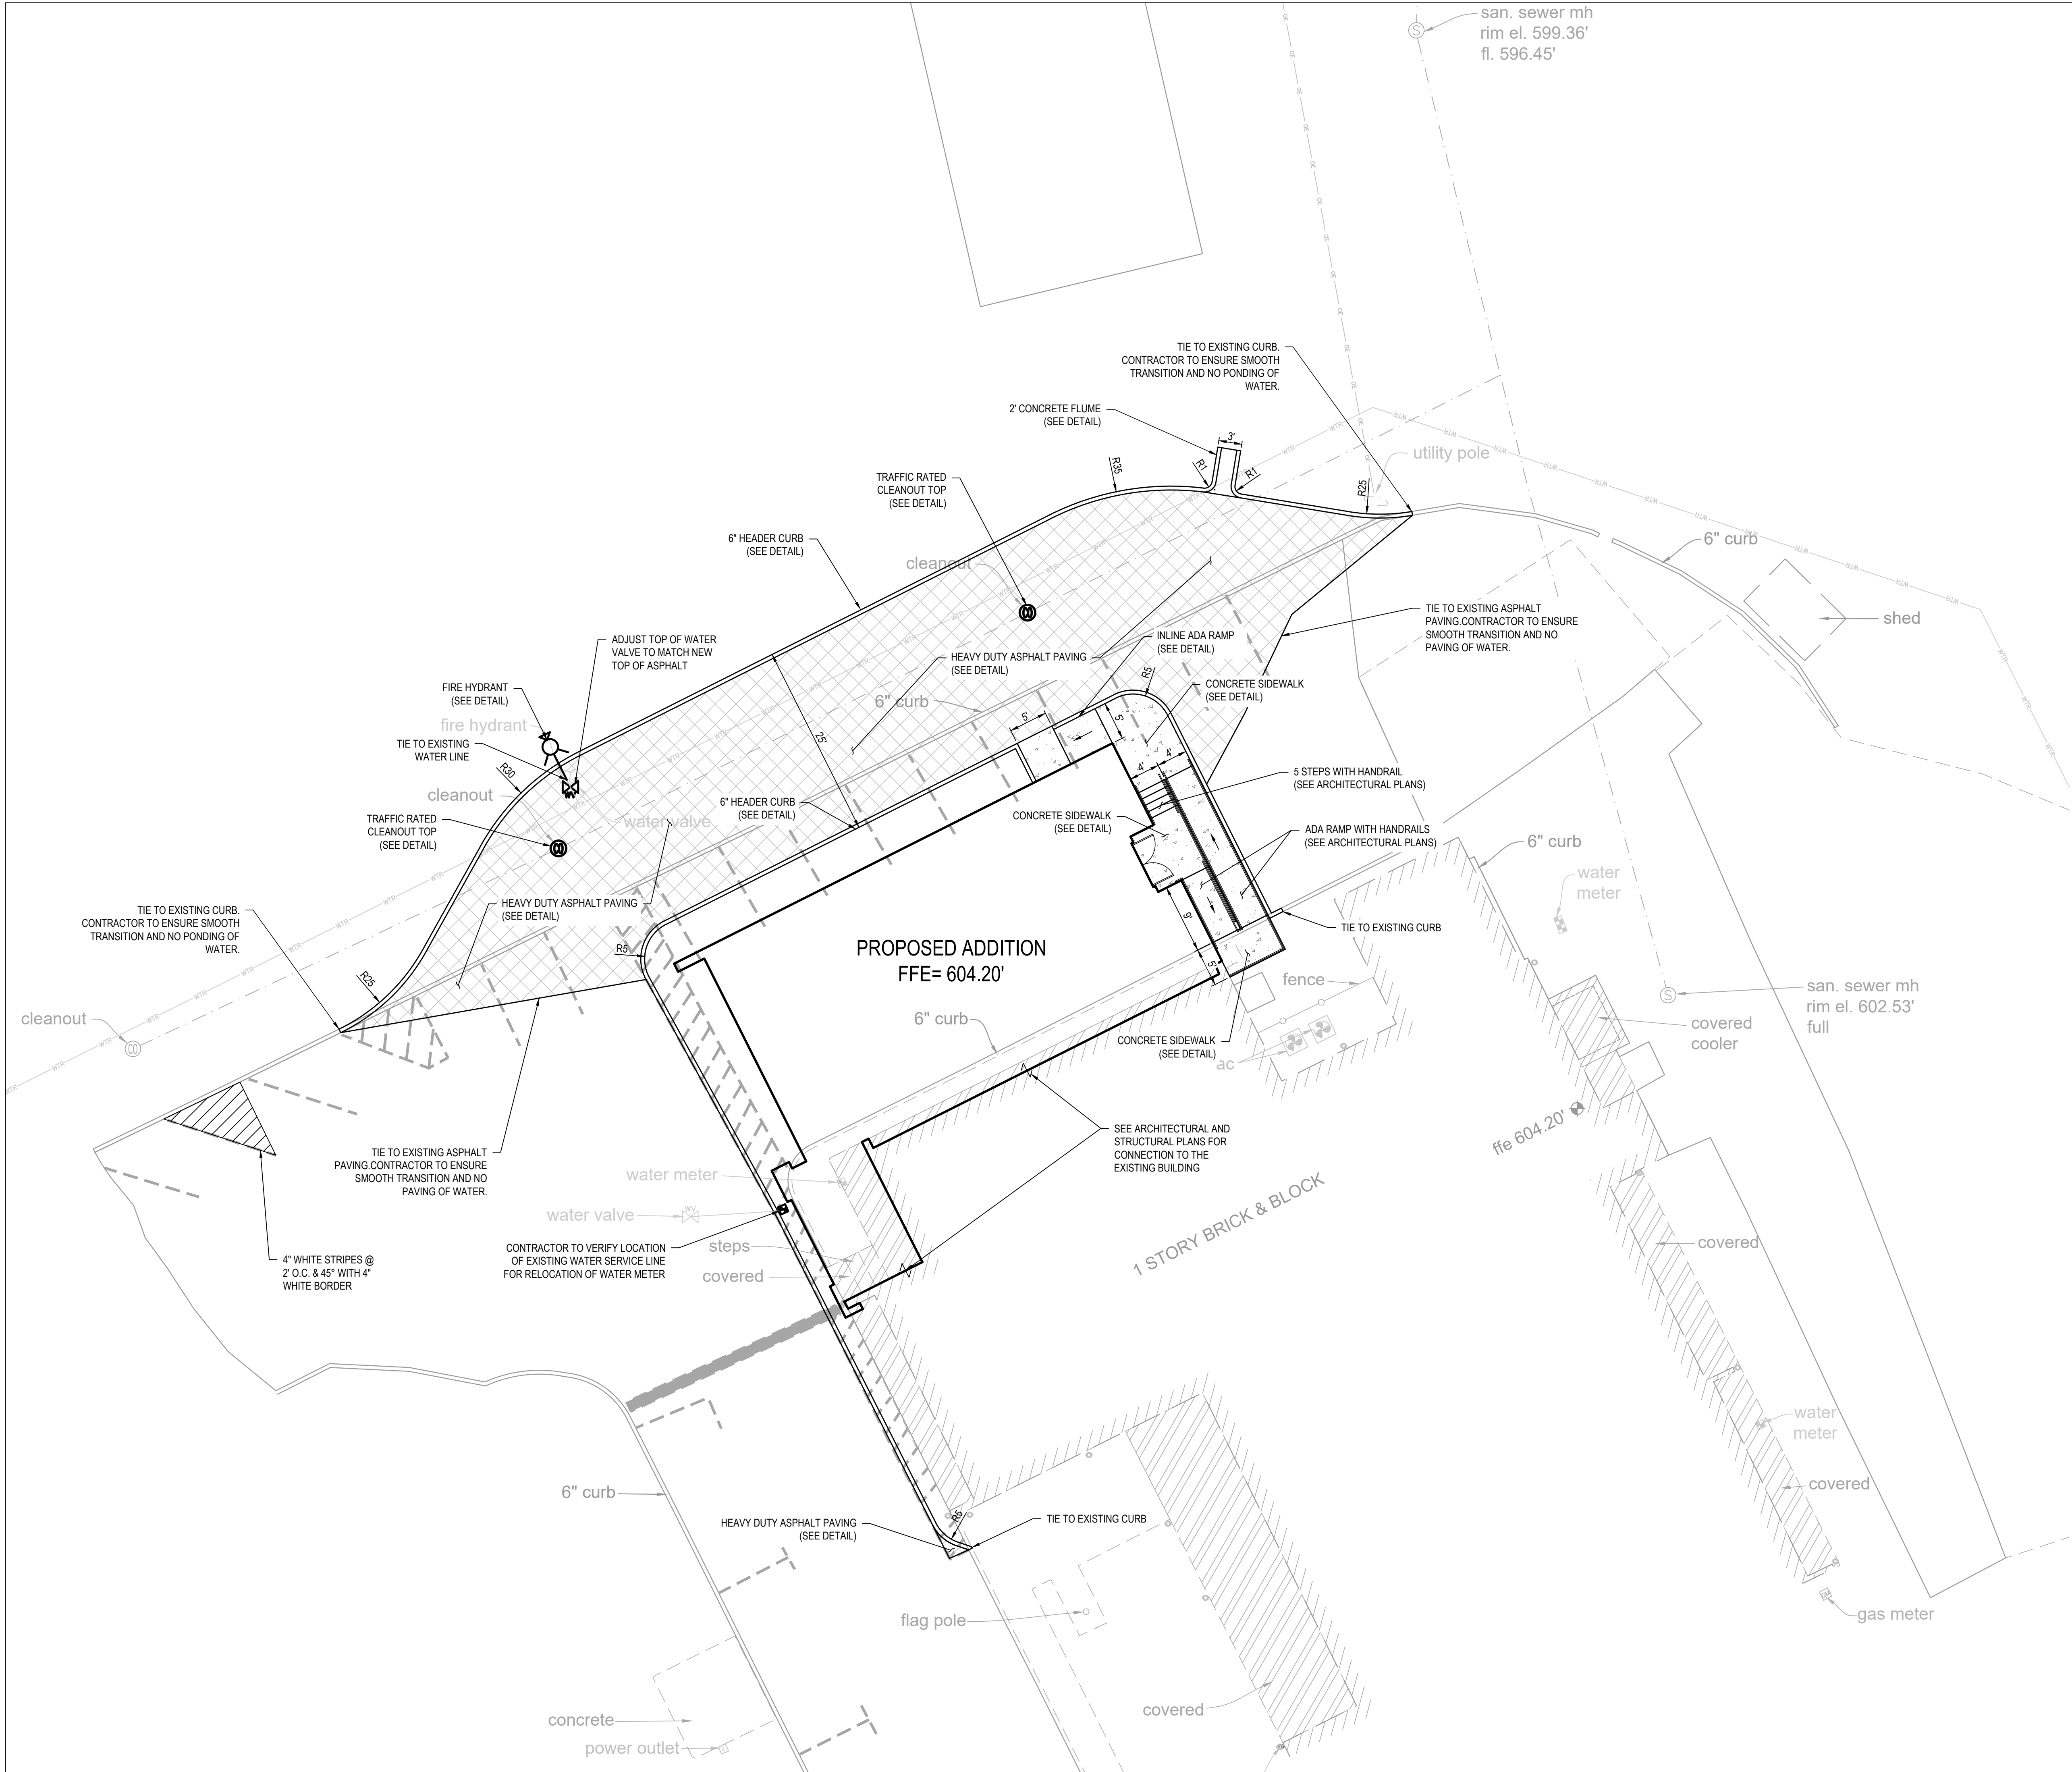 san. sewer mh
rim el. 599.36'
fl. 596.45'
TIE TO EXISTING CURB.
CONTRACTOR TO ENSURE SMOOTH
TRANSITION AND NO PONDING OF
WATER.
2' CONCRETE FLUME
(SEE DETAIL)
3'
R35
R1
R1
R25
utility pole
TRAFFIC RATED
CLEANOUT TOP
(SEE DETAIL)
6" HEADER CURB
(SEE DETAIL)
cleanout
6" curb
shed
TIE TO EXISTING ASPHALT
PAVING.CONTRACTOR TO ENSURE
SMOOTH TRANSITION AND NO
PAVING OF WATER.
ADJUST TOP OF WATER
VALVE TO MATCH NEW
TOP OF ASPHALT
INLINE ADA RAMP
(SEE DETAIL)
HEAVY DUTY ASPHALT PAVING
(SEE DETAIL)
R5
CONCRETE SIDEWALK
(SEE DETAIL)
FIRE HYDRANT
(SEE DETAIL)
fire hydrant
6" curb
5'
5'
25'
TIE TO EXISTING
WATER LINE
R30
4'
4'
5 STEPS WITH HANDRAIL
(SEE ARCHITECTURAL PLANS)
cleanout
6" HEADER CURB
(SEE DETAIL)
water valve
CONCRETE SIDEWALK
(SEE DETAIL)
TRAFFIC RATED
CLEANOUT TOP
(SEE DETAIL)
ADA RAMP WITH HANDRAILS
(SEE ARCHITECTURAL PLANS)
6" curb
water
meter
HEAVY DUTY ASPHALT PAVING
(SEE DETAIL)
TIE TO EXISTING CURB.
CONTRACTOR TO ENSURE SMOOTH
TRANSITION AND NO PONDING OF
WATER.
9'
TIE TO EXISTING CURB
R5
PROPOSED ADDITION
FFE= 604.20'
5'
R25
fence
san. sewer mh
rim el. 602.53'
full
cleanout
CO
6" curb
covered
cooler
CONCRETE SIDEWALK
(SEE DETAIL)
ac
ffe 604.20'
SEE ARCHITECTURAL AND
STRUCTURAL PLANS FOR
CONNECTION TO THE
EXISTING BUILDING
TIE TO EXISTING ASPHALT
PAVING.CONTRACTOR TO ENSURE
SMOOTH TRANSITION AND NO
PAVING OF WATER.
water meter
1 STORY BRICK & BLOCK
water valve
WV
CONTRACTOR TO VERIFY LOCATION
OF EXISTING WATER SERVICE LINE
FOR RELOCATION OF WATER METER
steps
covered
covered
4" WHITE STRIPES @
2' O.C. & 45° WITH 4"
WHITE BORDER
water
meter
covered
6" curb
HEAVY DUTY ASPHALT PAVING
(SEE DETAIL)
R5
TIE TO EXISTING CURB
gas meter
flag pole
covered
concrete
power outlet